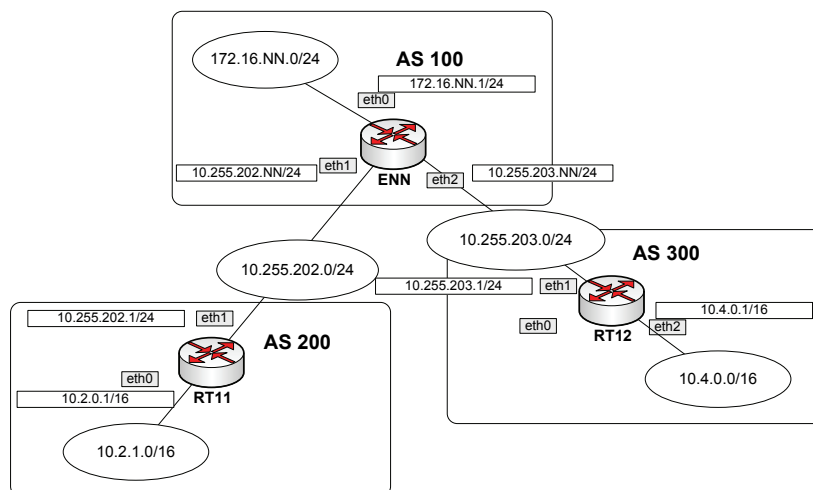 172.16.NN.0/24
AS 100
172.16.NN.1/24
eth0
10.255.202.NN/24
eth1
ENN
eth2
10.255.203.NN/24
10.255.203.0/24
AS 300
10.255.202.0/24
10.255.203.1/24
eth1
10.4.0.1/16
eth0
eth2
RT12
10.255.202.1/24
eth1
AS 200
eth0
10.2.0.1/16
RT11
10.4.0.0/16
10.2.1.0/16